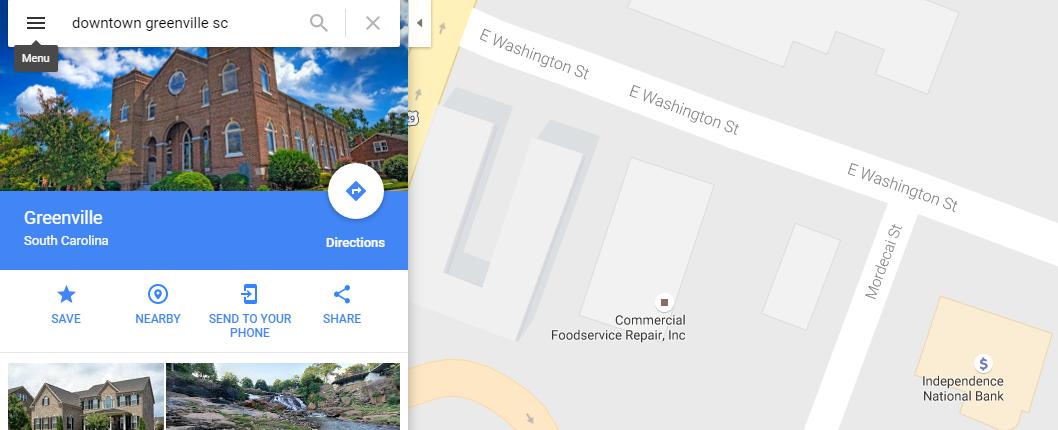 downtown greenville sc
Menu
Greenville
South Carolina
Directions
SAVE
NEARBY
SEND TO YOUR
PHONE
SHARE
E Washington St
E Washington St
E Washington St
Mordecai St
29
Commercial
Foodservice Repair, Inc
$
Independence
National Bank